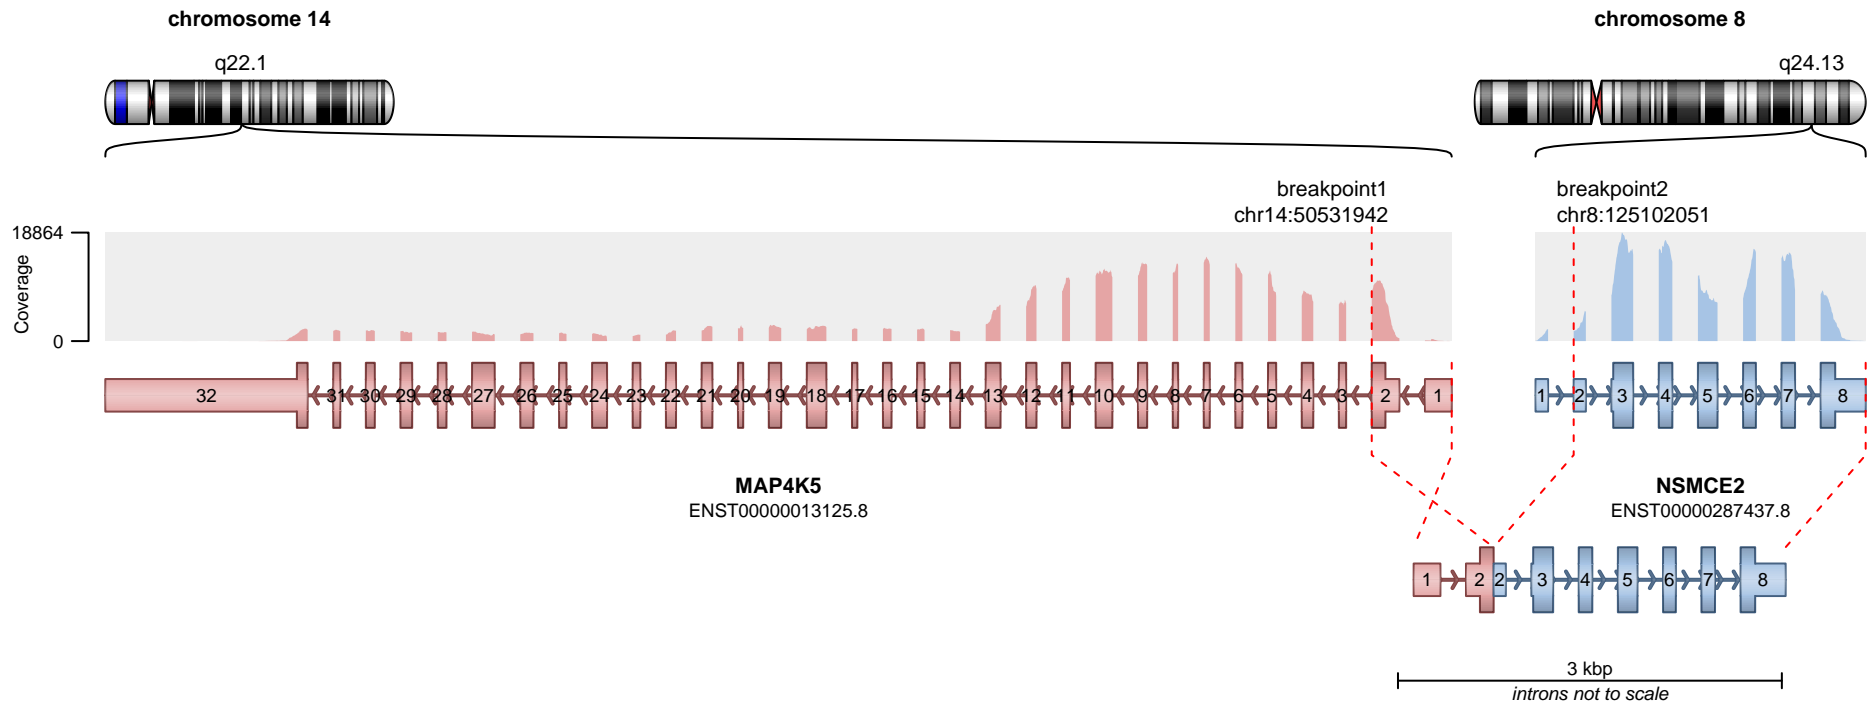 chromosome 14
chromosome 8
q22.1
q24.13
breakpoint1
chr14:50531942
breakpoint2
chr8:125102051
18864
Coverage
0
32 31 30 29 28 27 26 25 24 23 22 21 20 19 18 17 16 15 14 13 12 11 10 9 8 7 6 5 4 3 2 1
1 2 3 4 5 6 7 8
MAP4K5
ENST00000013125.8
NSMCE2
ENST00000287437.8
1 2 2 3 4 5 6 7 8
3 kbp
introns not to scale